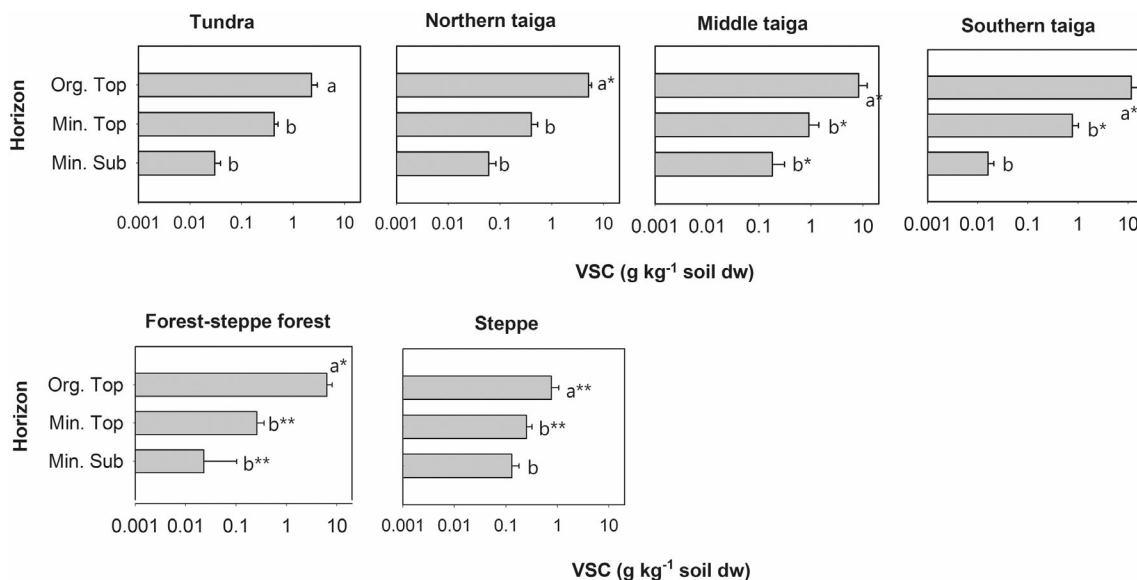 Tundra
Northern taiga
Middle taiga
Southern taiga
Horizon
Org. Top
Min. Top
Min. Sub
a
b
b
a*
b
b
a*
b*
b*
a*
b*
b
0.001 0.01 0.1 1 10
0.001 0.01 0.1 1 10
0.001 0.01 0.1 1 10
0.001 0.01 0.1 1 10
VSC (g kg⁻¹ soil dw)
Forest-steppe forest
Steppe
Horizon
Org. Top
Min. Top
Min. Sub
a*
b**
b**
a**
b**
b
0.001 0.01 0.1 1 10
0.001 0.01 0.1 1 10
VSC (g kg⁻¹ soil dw)